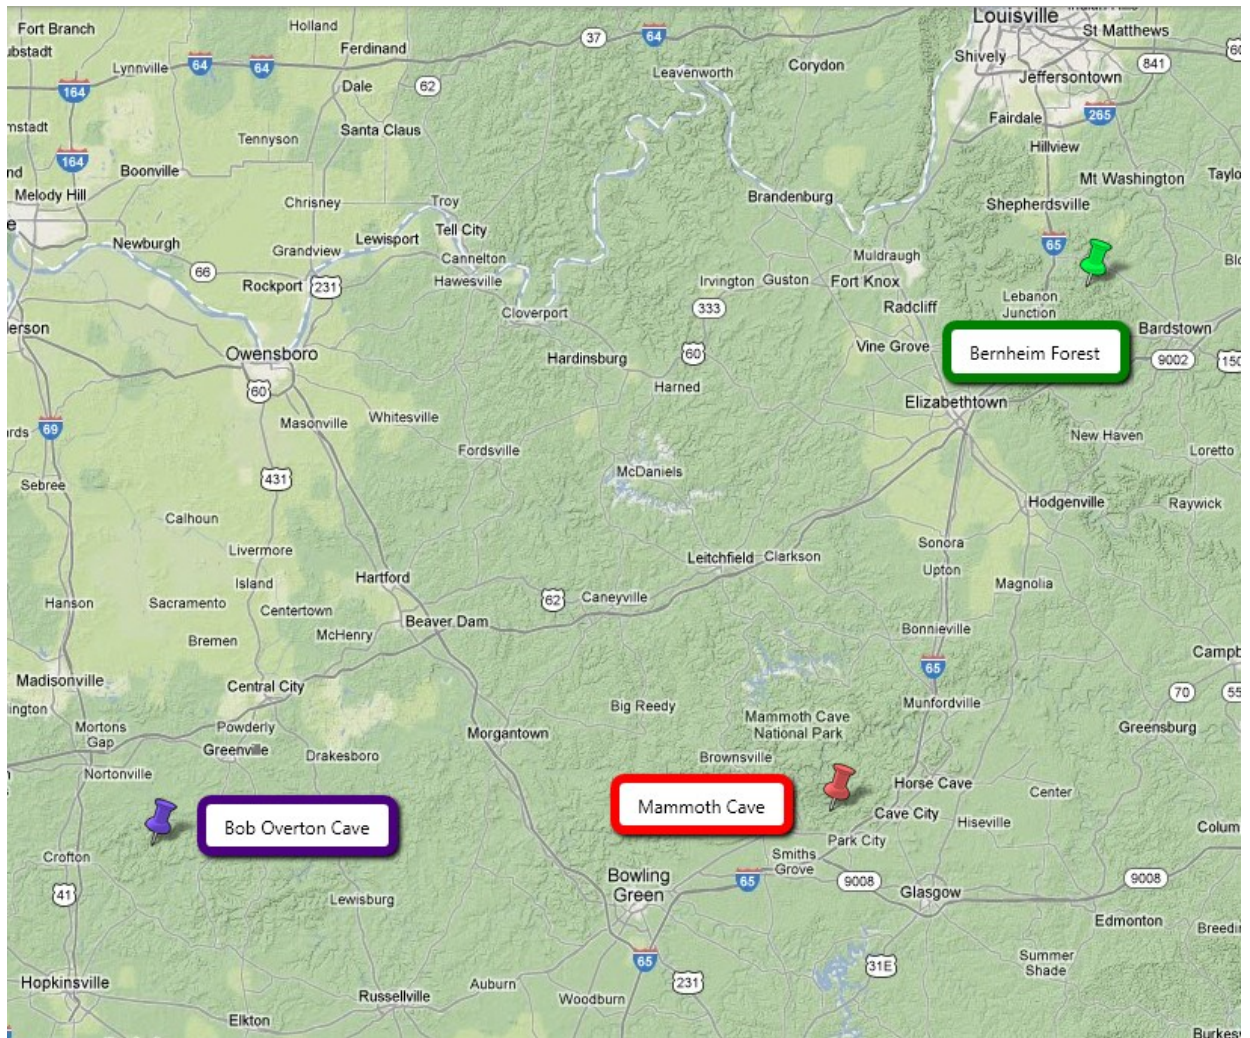 Fort Branch
Holland
37
64
Louisville
St Matthews
Ferdinand
Shively
Lynnville
64
64
Leavenworth
Corydon
841
Jeffersontown
164
Dale
62
265
Fairdale
Santa Claus
Tennyson
Hillview
164
Boonville
Mt Washington
Melody Hill
Chrisney
Troy
Brandenburg
Shepherdsville
Tell City
Newburgh
Lewisport
Grandview
65
Cannelton
Muldraugh
66
Hawesville
Rockport
231
Irvington
Guston
Fort Knox
Lebanon
Junction
Cloverport
333
Radcliff
Bardstown
Owensboro
Hardinsburg
60
Vine Grove
Bernheim Forest
9002
150
60
Harned
Elizabethtown
Masonville
Whitesville
69
New Haven
Fordsville
Loretto
McDaniels
431
Sebree
Hodgenville
Raywick
Calhoun
Livermore
Sonora
Leitchfield
Clarkson
Upton
Hartford
Island
Magnolia
Hanson
Sacramento
Centertown
62
Caneyville
Beaver Dam
McHenry
Bremen
Bonnieville
65
Madisonville
Central City
70
55
Munfordville
Big Reedy
Mammoth Cave
National Park
Mortons
Gap
Powderly
Greenville
Drakesboro
Morgantown
Greensburg
Brownsville
Nortonville
Horse Cave
Center
Mammoth Cave
Cave City
Hiseville
Bob Overton Cave
Park City
Crofton
Smiths
Grove
Bowling
Green
65
9008
9008
Glasgow
41
Lewisburg
Edmonton
65
31E
Summer
Shade
Hopkinsville
231
Auburn
Russellville
Woodburn
Elkton